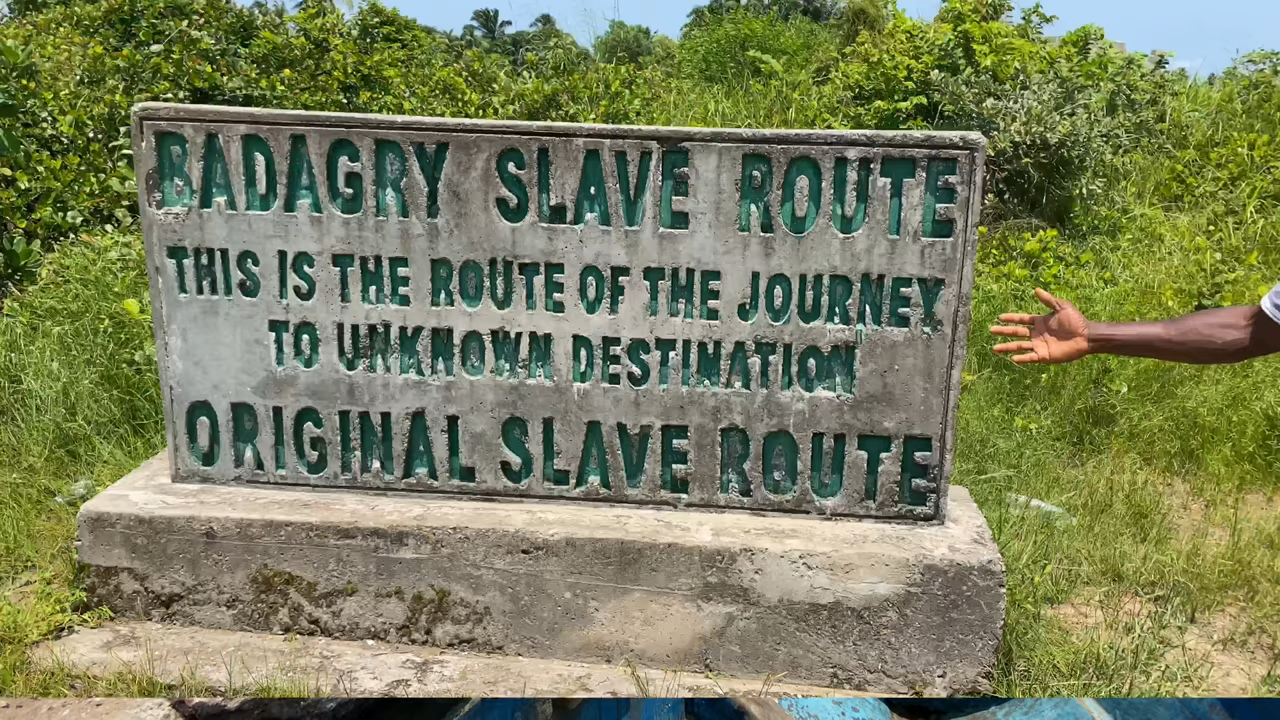 BADAGRY SLAVE ROUTE
THIS IS THE ROUTE OF THE JOURNEY
TO UNKNOWN DESTINATION
ORIGINAL SLAVE ROUTE